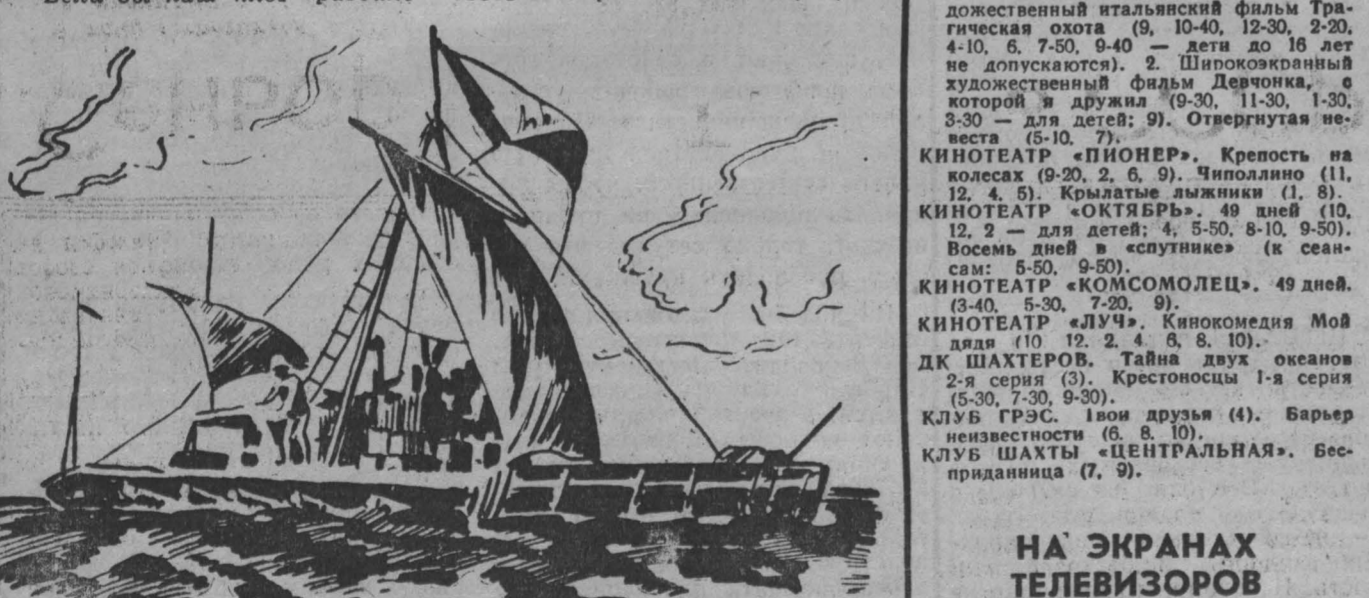 дожественный итальянский фильм Тра-
гическая охота (9, 10-40, 12-30, 2-20,
4-10, 6, 7-50, 9-40 — дети до 16 лет
не допускаются). 2. Широкоэкранный
художественный фильм Девчонка, с
которой я дружил (9-30, 11-30, 1-30,
3-30 — для детей; 9). Отвергнутая не-
веста (5-10, 7).
КИНОТЕАТР «ПИОНЕР». Крепость на
колесах (9-20, 2, 6, 9). Чиполлино (11,
12, 4, 5). Крылатые лыжники (1, 8).
КИНОТЕАТР «ОКТЯБРЬ». 49 дней (10,
12, 2 — для детей; 4, 5-50, 8-10, 9-50).
Восемь дней в «спутнике» (к сеан-
сам: 5-50, 9-50).
КИНОТЕАТР «КОМСОМОЛЕЦ». 49 дней.
(3-40, 5-30, 7-20, 9).
КИНОТЕАТР «ЛУЧ». Кинокомедия Мой
дядя (10, 12, 2, 4, 6, 8, 10).
ДК ШАХТЕРОВ. Тайна двух океанов
2-я серия (3). Крестоносцы 1-я серия
(5-30, 7-30, 9-30).
КЛУБ ГРЭС. Твои друзья (4). Барьер
неизвестности (6, 8, 10).
КЛУБ ШАХТЫ «ЦЕНТРАЛЬНАЯ». Бес-
приданница (7, 9).
НА ЭКРАНАХ
ТЕЛЕВИЗОРОВ